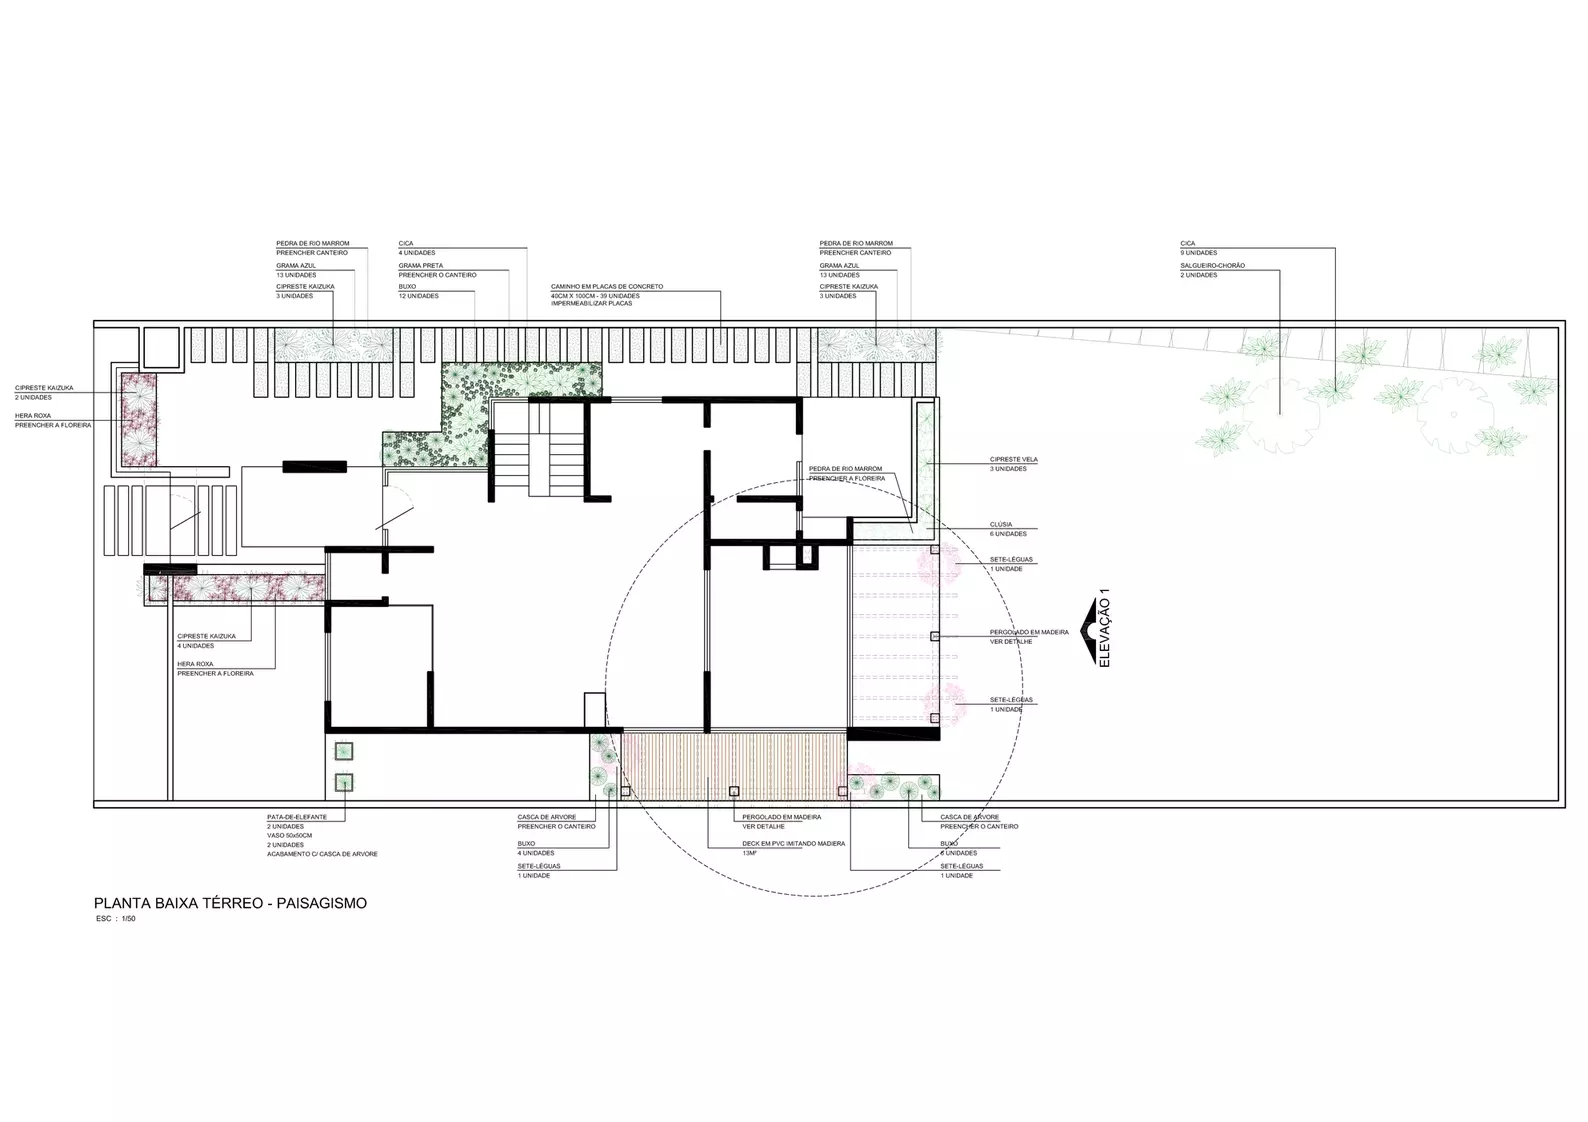 PEDRA DE RIO MARROM
PREENCHER CANTEIRO
GRAMA AZUL
13 UNIDADES
CIPRESTE KAIZUKA
3 UNIDADES
CICA
4 UNIDADES
GRAMA PRETA
PREENCHER O CANTEIRO
BUXO
12 UNIDADES
CAMINHO EM PLACAS DE CONCRETO
40CM X 100CM - 39 UNIDADES
IMPERMEABILIZAR PLACAS
PEDRA DE RIO MARROM
PREENCHER CANTEIRO
GRAMA AZUL
13 UNIDADES
CIPRESTE KAIZUKA
3 UNIDADES
CICA
9 UNIDADES
SALGUEIRO-CHORÃO
2 UNIDADES
CIPRESTE KAIZUKA
2 UNIDADES
HERA ROXA
PREENCHER A FLOREIRA
PEDRA DE RIO MARROM
PREENCHER A FLOREIRA
CIPRESTE VELA
3 UNIDADES
CLÚSIA
6 UNIDADES
SETE-LÉGUAS
1 UNIDADE
PERGOLADO EM MADEIRA
VER DETALHE
SETE-LÉGUAS
1 UNIDADE
ELEVAÇÃO 1
CIPRESTE KAIZUKA
4 UNIDADES
HERA ROXA
PREENCHER A FLOREIRA
PATA-DE-ELEFANTE
2 UNIDADES
VASO 50x50CM
2 UNIDADES
ACABAMENTO C/ CASCA DE ARVORE
CASCA DE ARVORE
PREENCHER O CANTEIRO
BUXO
4 UNIDADES
SETE-LÉGUAS
1 UNIDADE
PERGOLADO EM MADEIRA
VER DETALHE
DECK EM PVC IMITANDO MADIERA
13M²
CASCA DE ARVORE
PREENCHER O CANTEIRO
BUXO
6 UNIDADES
SETE-LÉGUAS
1 UNIDADE
PLANTA BAIXA TÉRREO - PAISAGISMO
ESC : 1/50